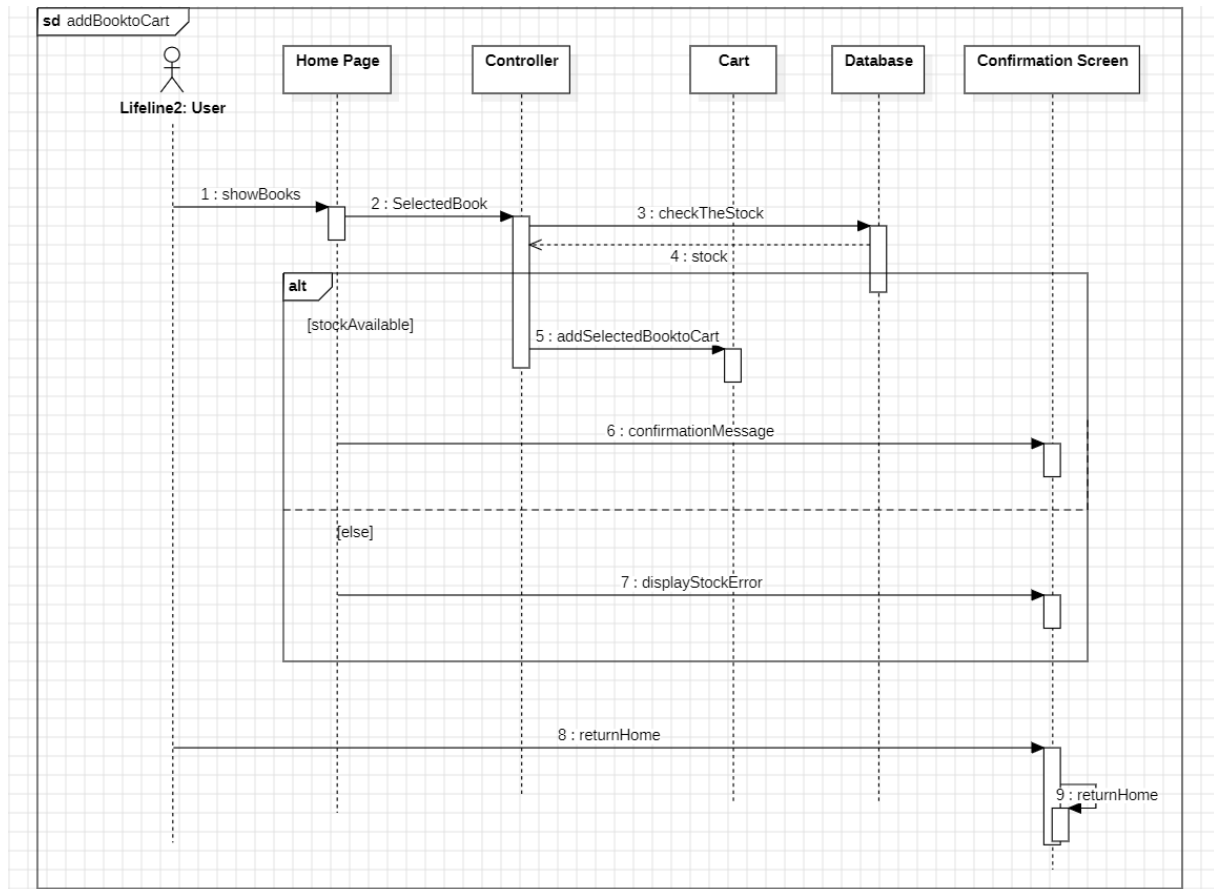 sd addBooktoCart
Home Page
Controller
Cart
Database
Confirmation Screen
Lifeline2: User
1 : showBooks
2 : SelectedBook
3 : checkTheStock
4 : stock
alt
[stockAvailable]
5 : addSelectedBooktoCart
6 : confirmationMessage
[else]
7 : displayStockError
8 : returnHome
9 : returnHome